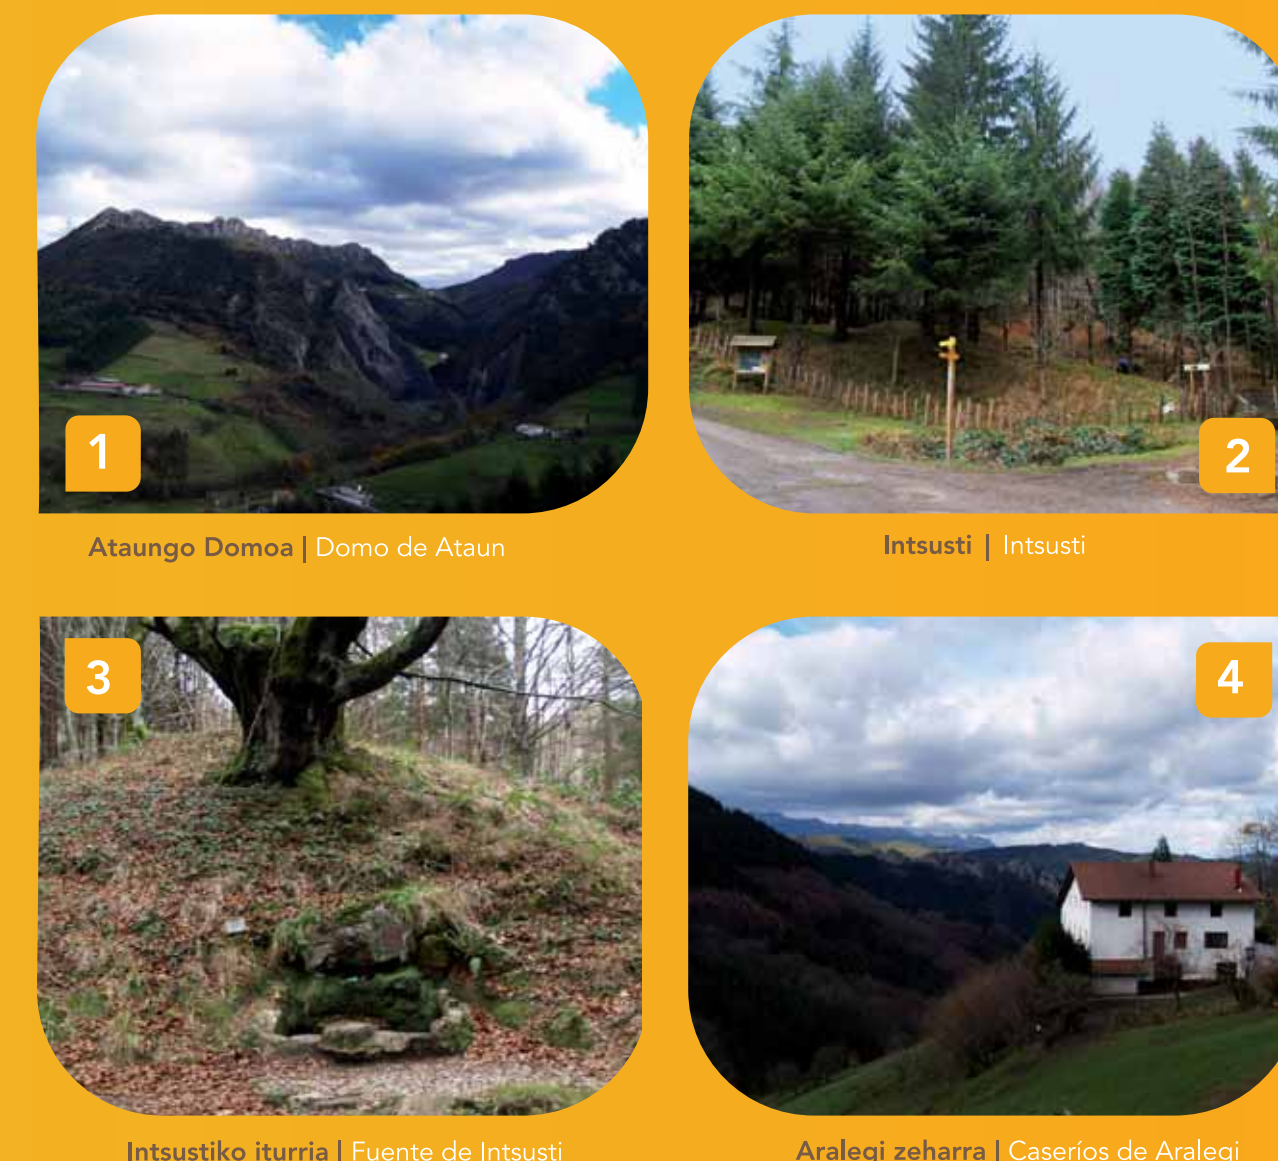 1
2
Ataungo Domoa | Domo de Ataun
Intsusti | Intsusti
3
4
Intsustiko iturria | Fuente de Intsusti
Aralegi zeharra | Caseríos de Aralegi